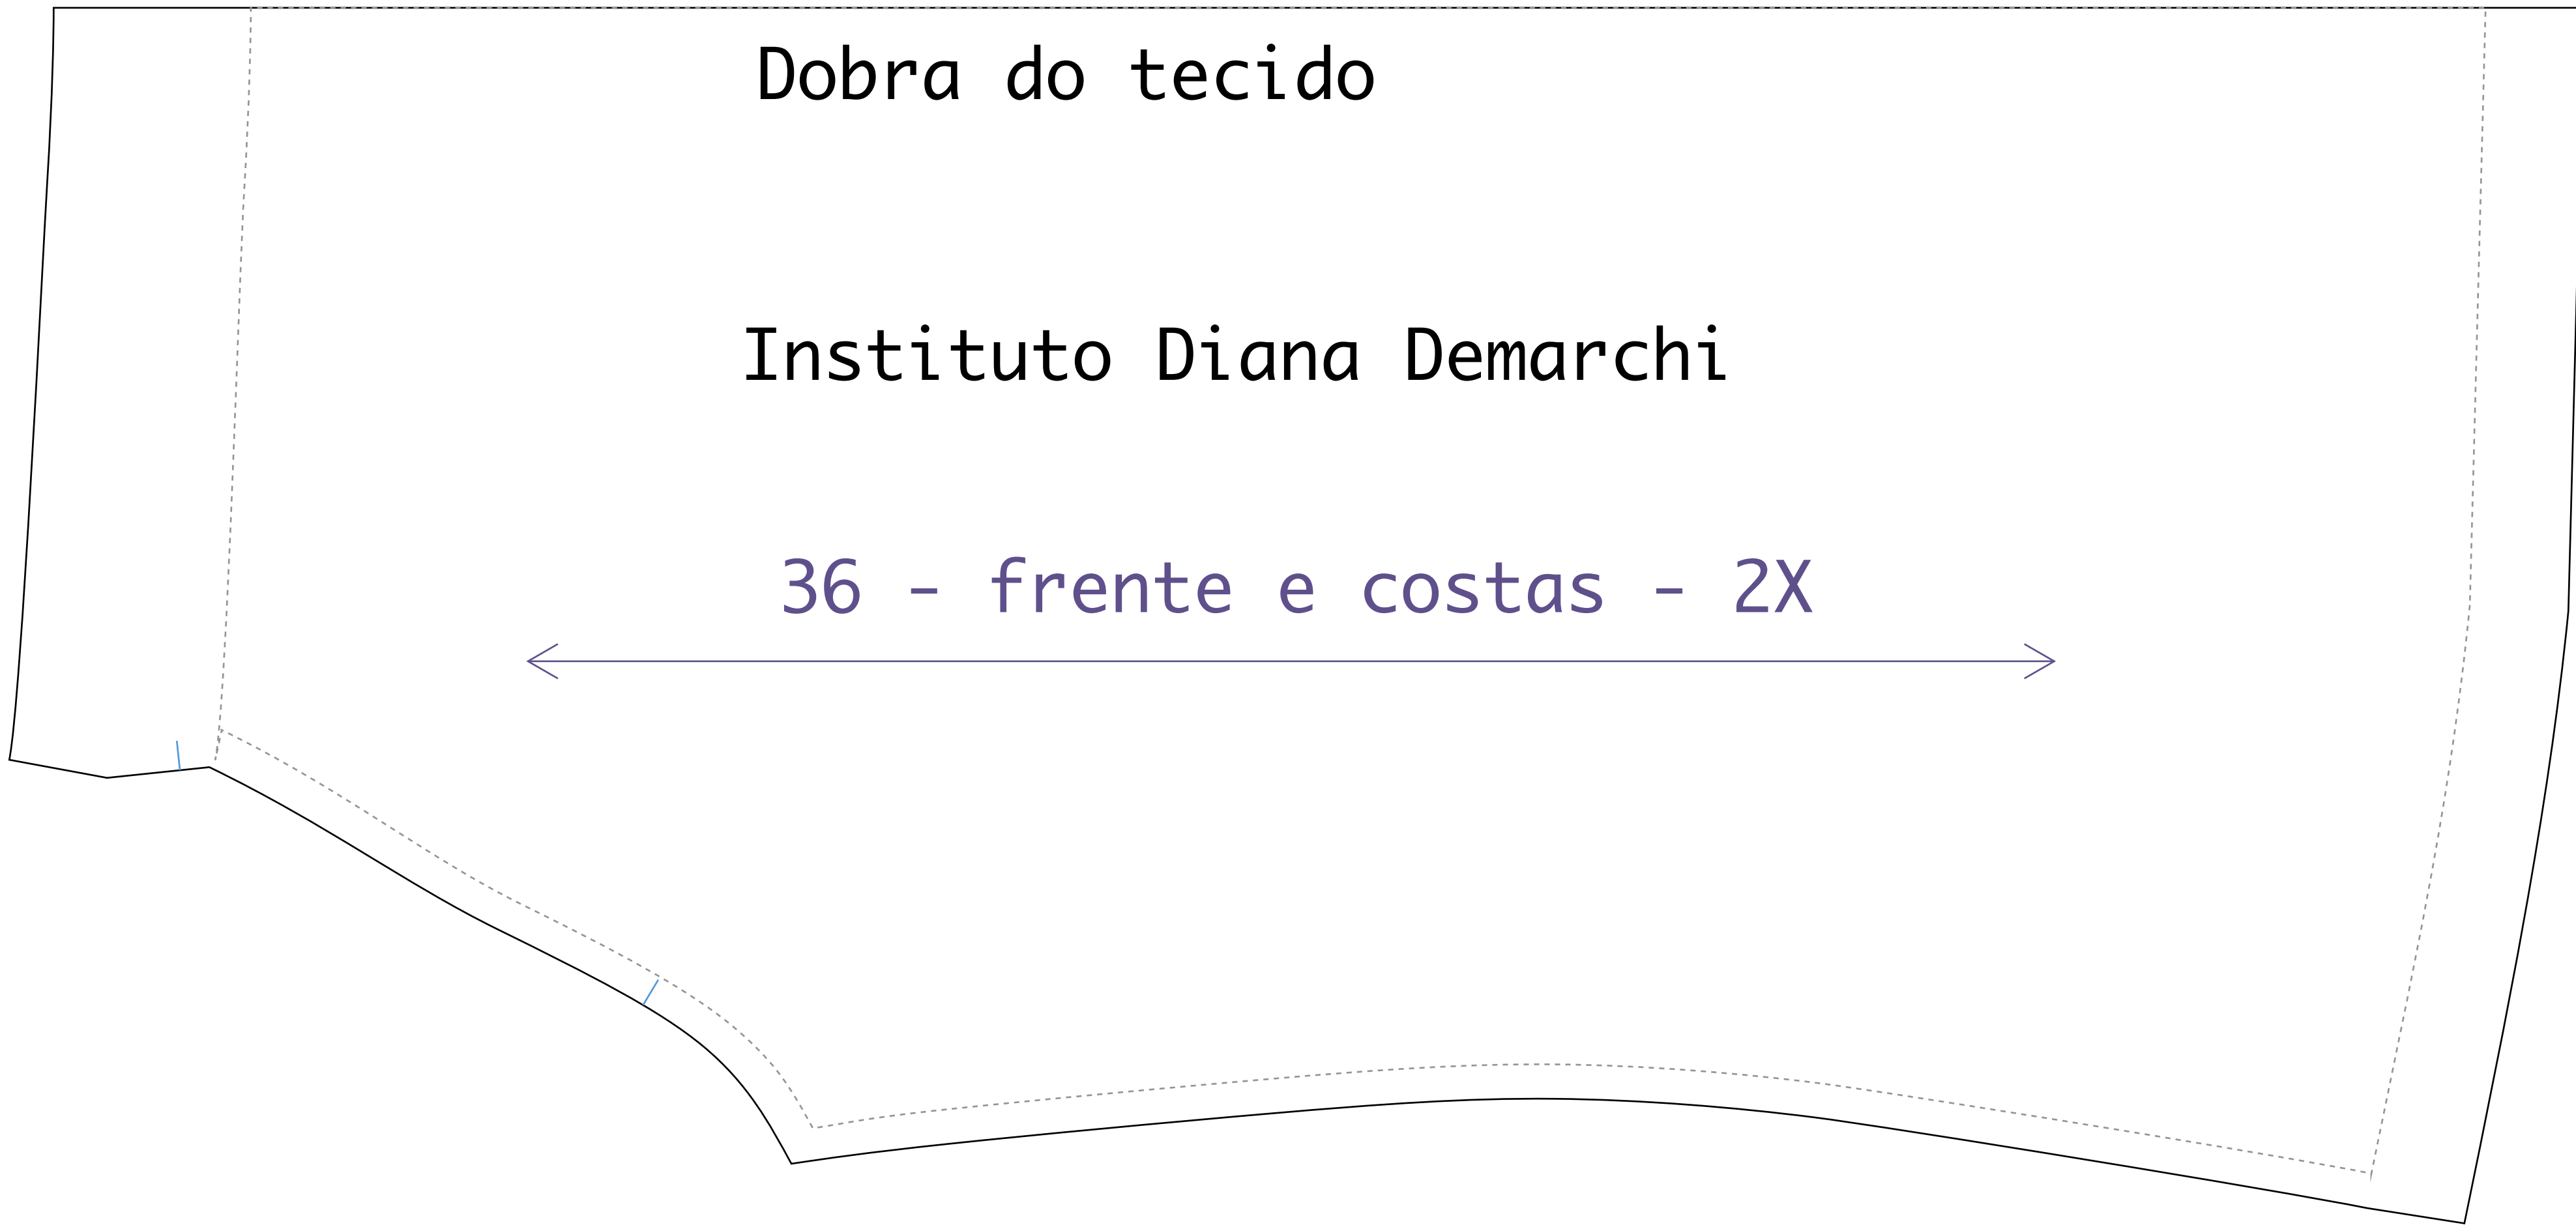 Dobra do tecido
Instituto Diana Demarchi
36 - frente e costas - 2X